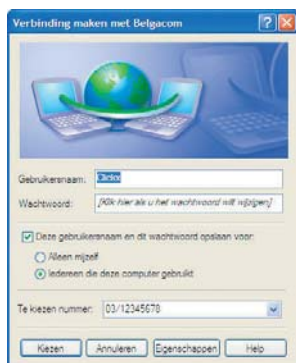 Verbinding maken met Belgacom
Gebruikersnaam: Clickx
Wachtwoord: [Klik hier als u het wachtwoord wilt wijzigen]
Deze gebruikersnaam en dit wachtwoord opslaan voor:
Alleen mijzelf
Iedereen die deze computer gebruikt
Te kiezen nummer: 03/12345678
Kiezen Annuleren Eigenschappen Help